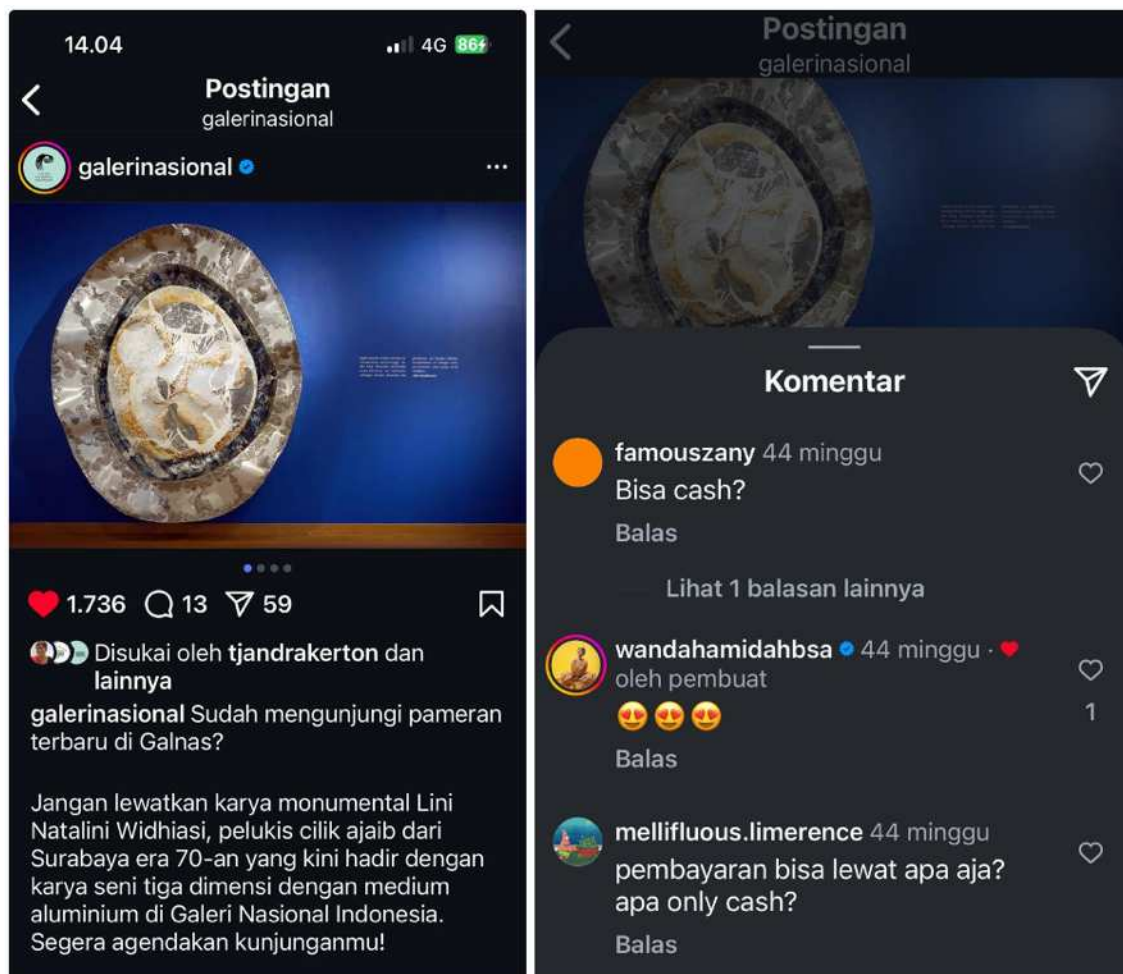 14.04
4G 86
Postingan
galerinasional
galerinasional
1.736 13 59
Disukai oleh tjandrakerton dan
lainnya
galerinasional Sudah mengunjungi pameran
terbaru di Galnas?
Jangan lewatkan karya monumental Lini
Natalini Widhiasi, pelukis cilik ajaib dari
Surabaya era 70-an yang kini hadir dengan
karya seni tiga dimensi dengan medium
aluminium di Galeri Nasional Indonesia.
Segera agendakan kunjunganmu!
Postingan
galerinasional
Komentar
famouszany 44 minggu
Bisa cash?
Balas
Lihat 1 balasan lainnya
wandahamidahbsa 44 minggu ·
oleh pembuat
😍😍😍
1
Balas
mellifluous.limerence 44 minggu
pembayaran bisa lewat apa aja?
apa only cash?
Balas